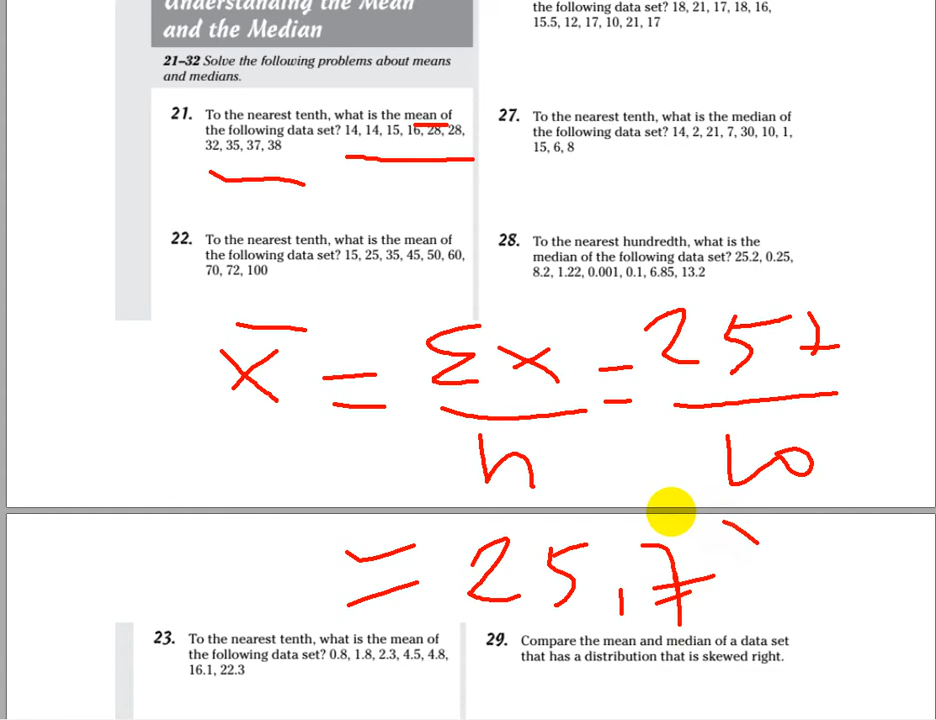 Understanding the Mean
and the Median
21–32 Solve the following problems about means
and medians.
21. To the nearest tenth, what is the mean of
the following data set? 14, 14, 15, 16, 28, 28,
32, 35, 37, 38
22. To the nearest tenth, what is the mean of
the following data set? 15, 25, 35, 45, 50, 60,
70, 72, 100
the following data set? 18, 21, 17, 18, 16,
15.5, 12, 17, 10, 21, 17
27. To the nearest tenth, what is the median of
the following data set? 14, 2, 21, 7, 30, 10, 1,
15, 6, 8
28. To the nearest hundredth, what is the
median of the following data set? 25.2, 0.25,
8.2, 1.22, 0.001, 0.1, 6.85, 13.2
x̄ = Σx/n = 257/10
= 25,7
23. To the nearest tenth, what is the mean of
the following data set? 0.8, 1.8, 2.3, 4.5, 4.8,
16.1, 22.3
29. Compare the mean and median of a data set
that has a distribution that is skewed right.